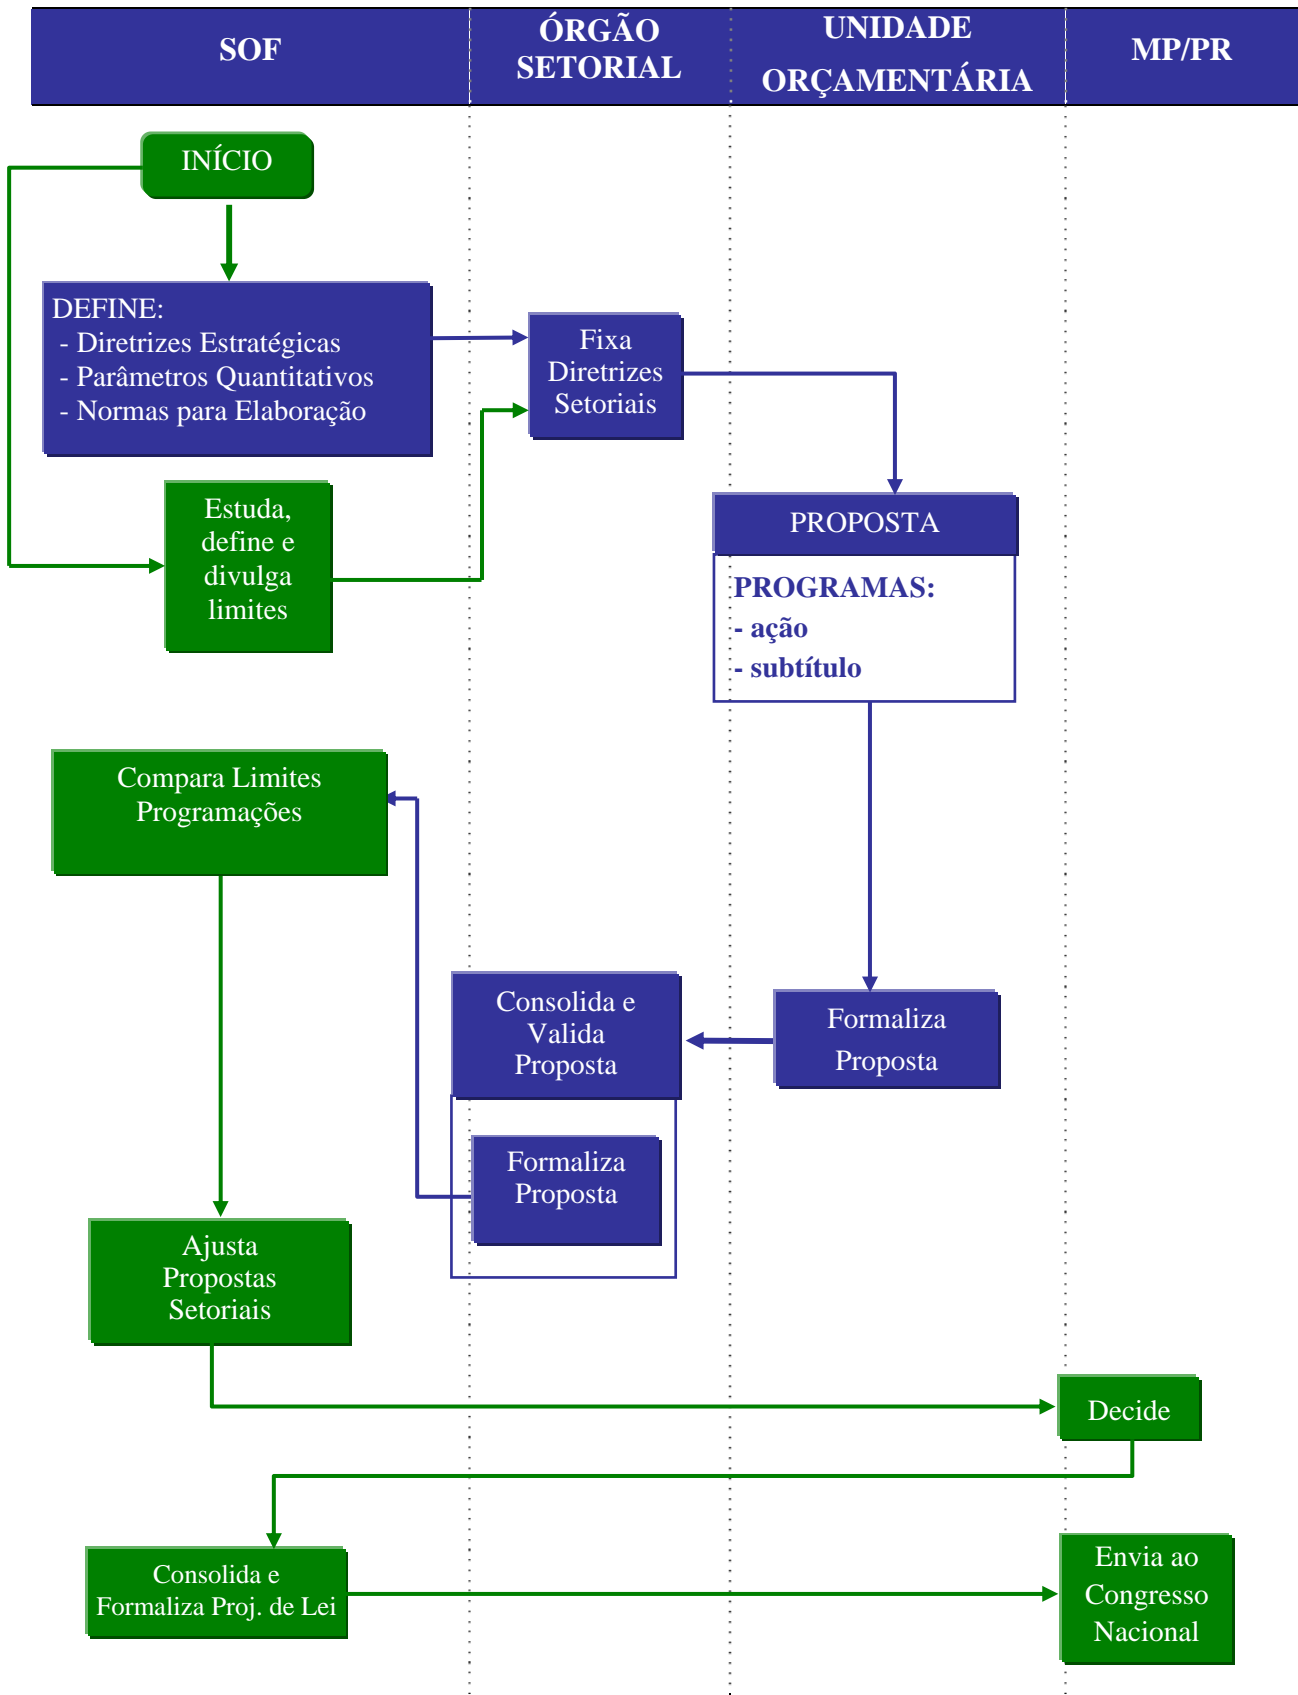 SOF
ÓRGÃO
SETORIAL
UNIDADE
ORÇAMENTÁRIA
MP/PR
INÍCIO
DEFINE:
- Diretrizes Estratégicas
- Parâmetros Quantitativos
- Normas para Elaboração
Fixa
Diretrizes
Setoriais
Estuda,
define e
divulga
limites
PROPOSTA
PROGRAMAS:
- ação
- subtítulo
Compara Limites
Programações
Consolida e
Valida
Proposta
Formaliza
Proposta
Formaliza
Proposta
Ajusta
Propostas
Setoriais
Decide
Consolida e
Formaliza Proj. de Lei
Envia ao
Congresso
Nacional